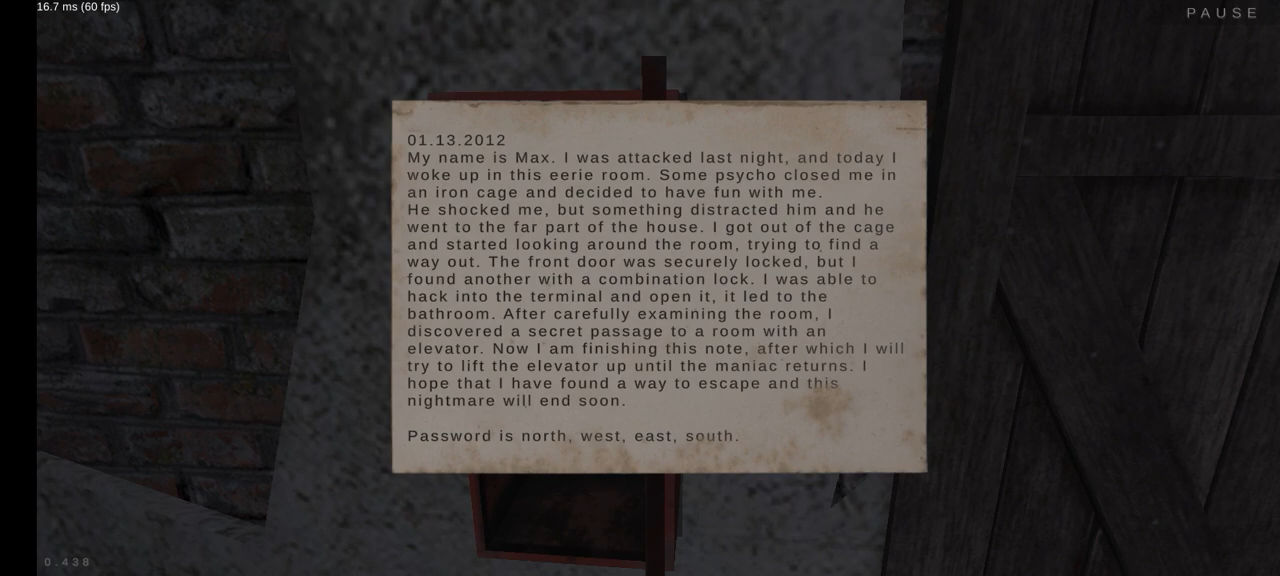 16.7 ms (60 fps)
PAUSE
01.13.2012
My name is Max. I was attacked last night, and today I
woke up in this eerie room. Some psycho closed me in
an iron cage and decided to have fun with me.
He shocked me, but something distracted him and he
went to the far part of the house. I got out of the cage
and started looking around the room, trying to find a
way out. The front door was securely locked, but I
found another with a combination lock. I was able to
hack into the terminal and open it, it led to the
bathroom. After carefully examining the room, I
discovered a secret passage to a room with an
elevator. Now I am finishing this note, after which I will
try to lift the elevator up until the maniac returns. I
hope that I have found a way to escape and this
nightmare will end soon.
Password is north, west, east, south.
0.438